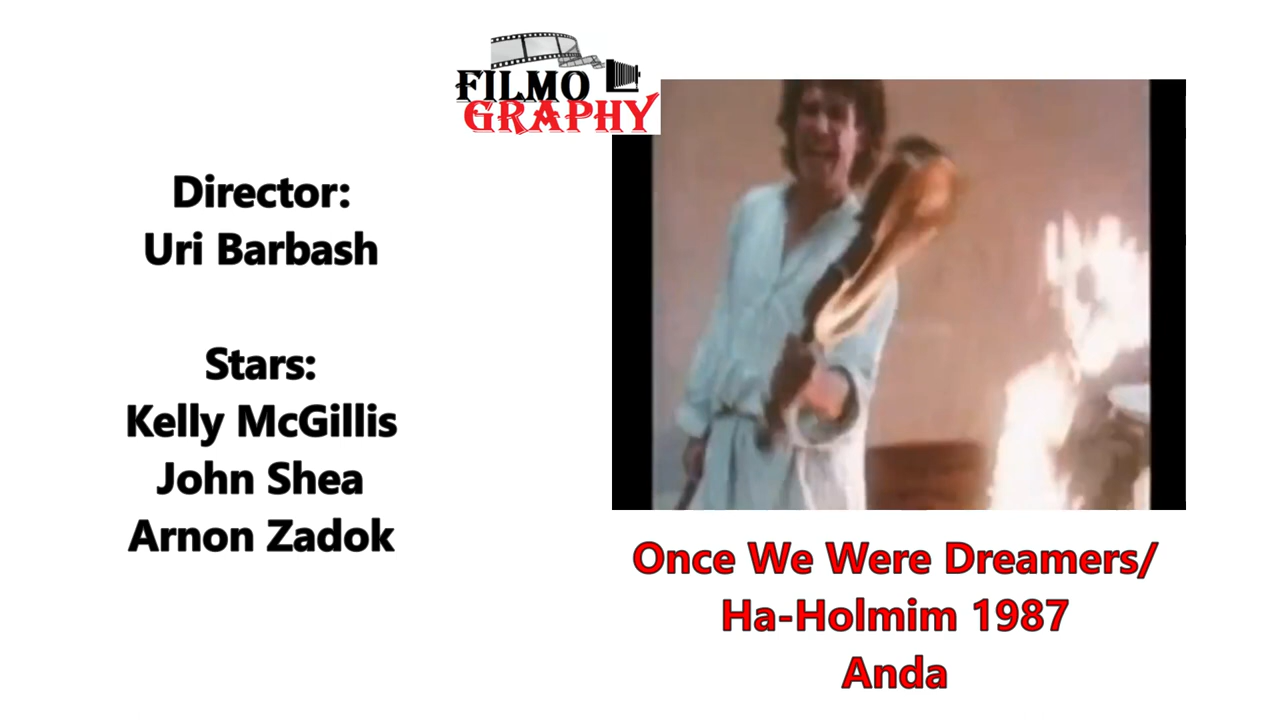 FILMO
GRAPHY
Director:
Uri Barbash
Stars:
Kelly McGillis
John Shea
Arnon Zadok
Once We Were Dreamers/
Ha-Holmim 1987
Anda